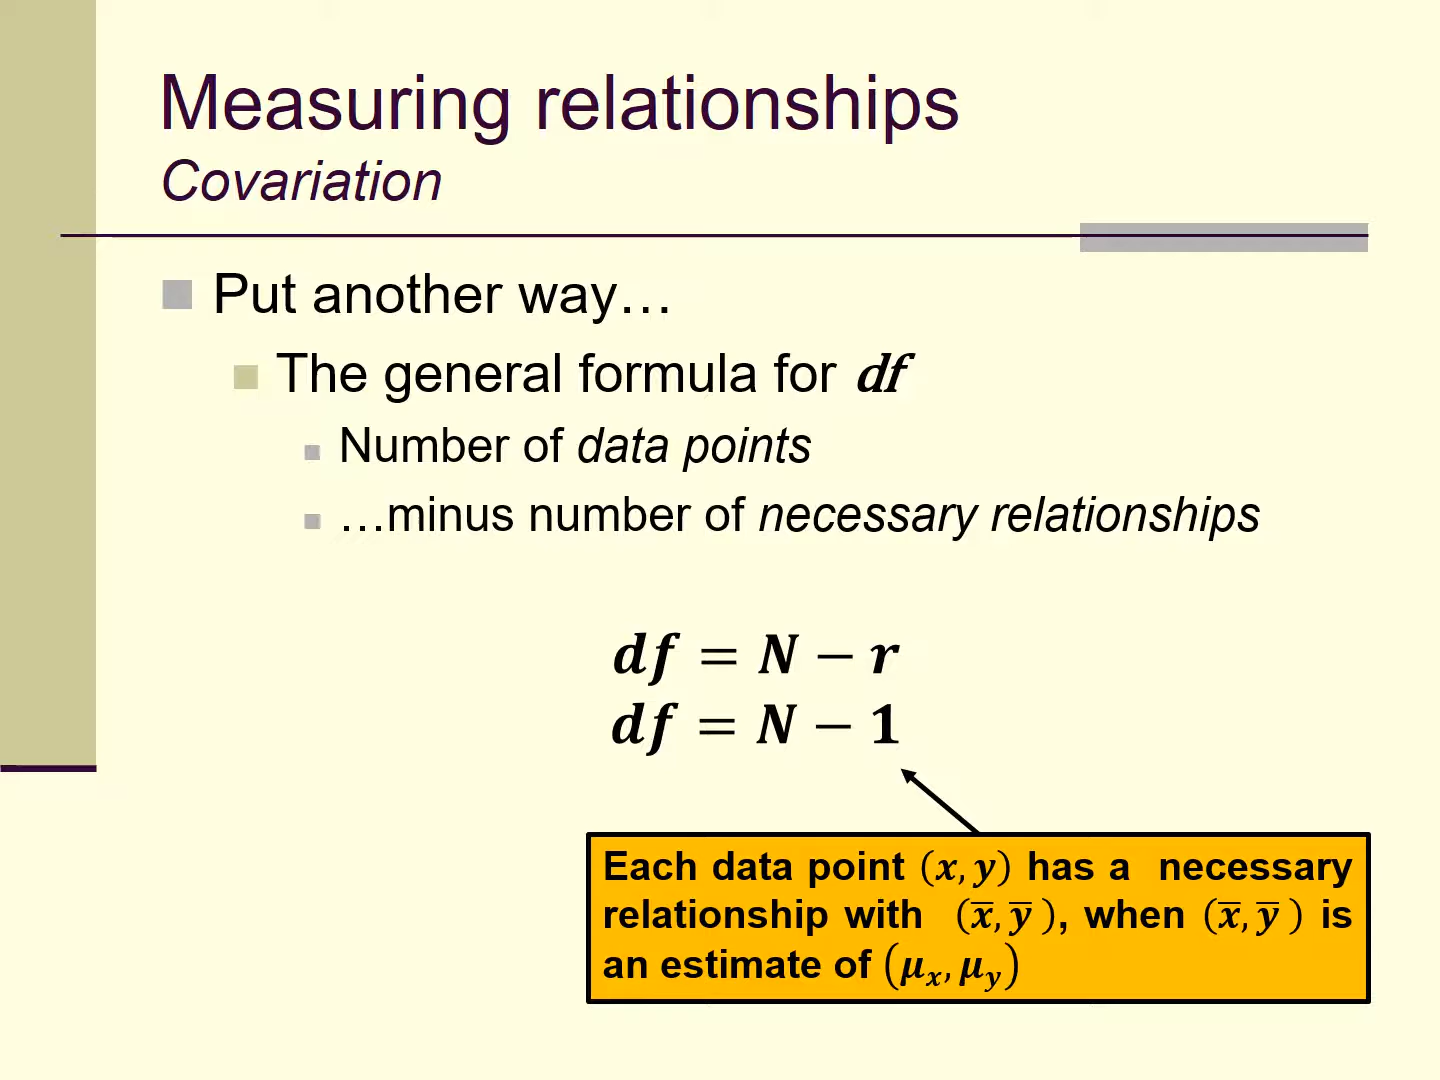 Measuring relationships
Covariation
Put another way…
The general formula for df
Number of data points
…minus number of necessary relationships
df = N − r
df = N − 1
Each data point (x, y) has a necessary
relationship with (x̅, y̅ ), when (x̅, y̅ ) is
an estimate of (μₓ, μᵧ)